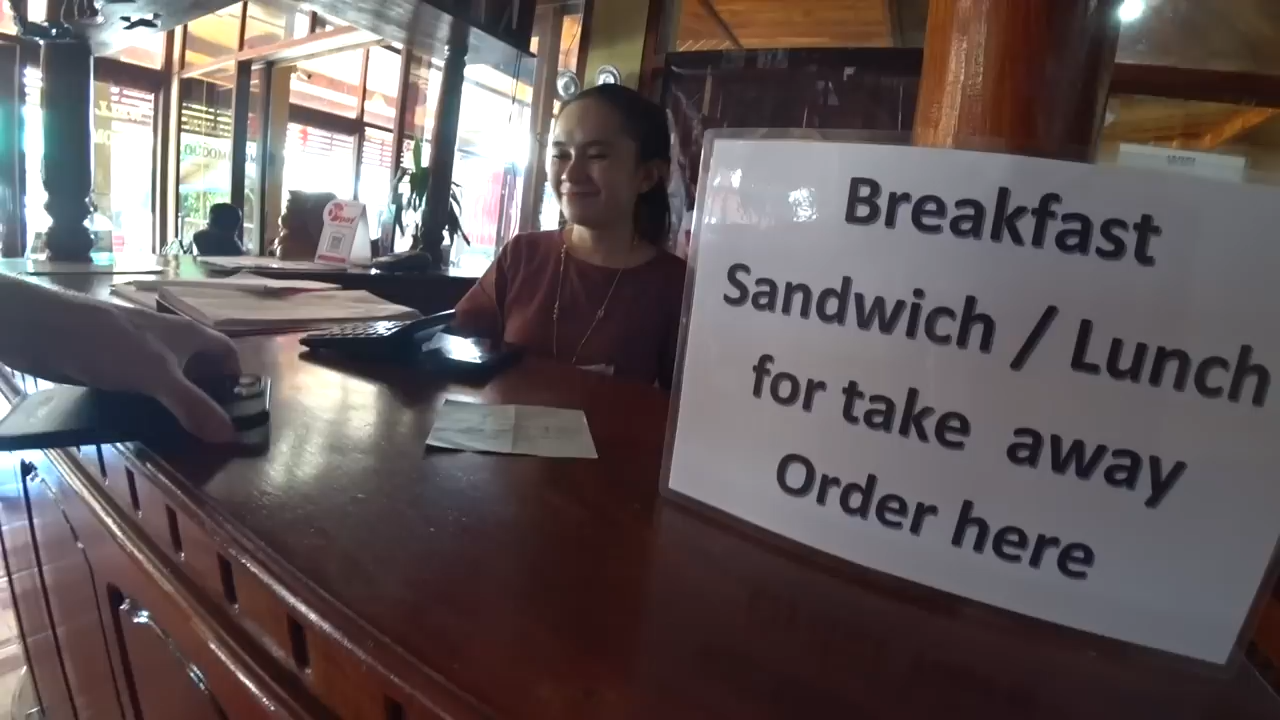 Breakfast
Sandwich / Lunch
for take away
Order here